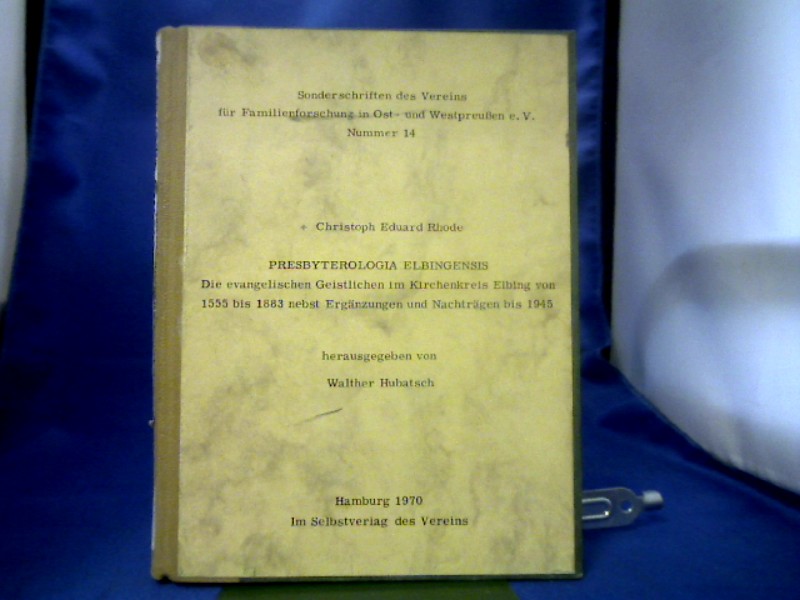 Sonderschriften des Vereins
für Familienforschung in Ost- und Westpreußen e.V.
Nummer 14
+ Christoph Eduard Rhode
PRESBYTEROLOGIA ELBINGENSIS
Die evangelischen Geistlichen im Kirchenkreis Elbing von
1555 bis 1883 nebst Ergänzungen und Nachträgen bis 1945
herausgegeben von
Walther Hubatsch
Hamburg 1970
Im Selbstverlag des Vereins